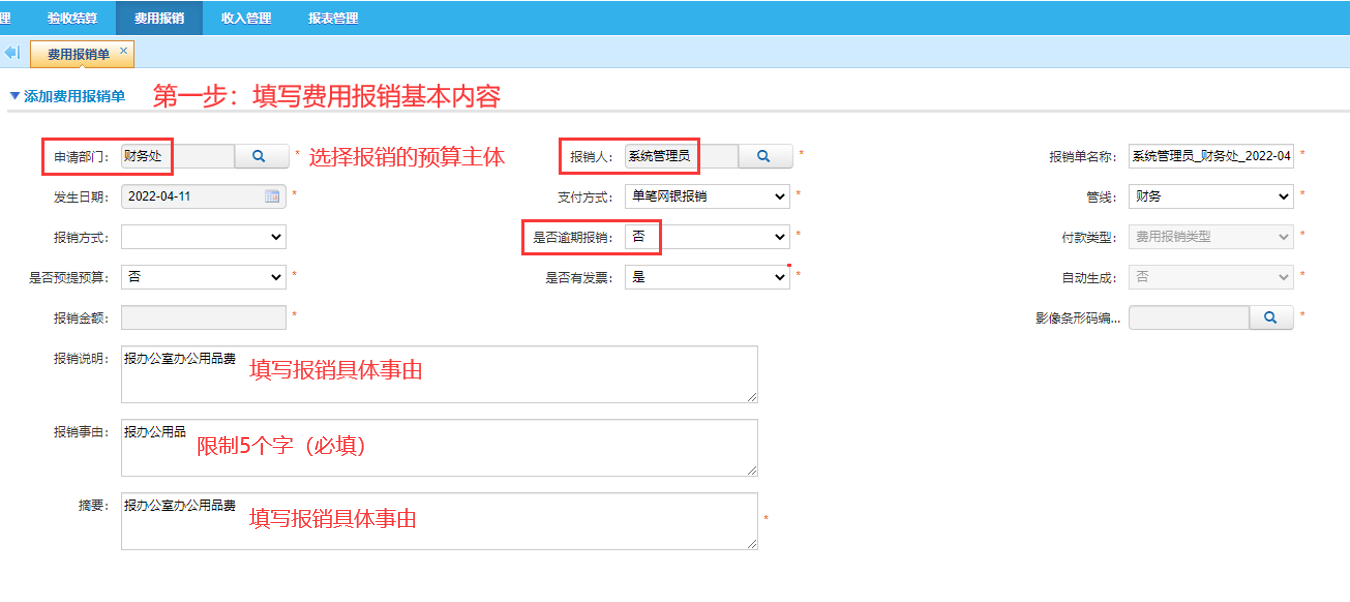 理 验收结算 费用报销 收入管理 报表管理
费用报销单 ×
添加费用报销单 第一步：填写费用报销基本内容
申请部门: 财务处 * 选择报销的预算主体 报销人: 系统管理员 * 报销单名称: 系统管理员_财务处_2022-04 *
发生日期: 2022-04-11 * 支付方式: 单笔网银报销 * 管线: 财务 *
报销方式: 是否逾期报销: 否 * 付款类型: 费用报销类型 *
是否预提预算: 否 * 是否有发票: 是 * 自动生成: 否 *
报销金额: * 影像条形码编... *
报销说明: 报办公室办公用品费 填写报销具体事由
报销事由: 报办公用品 限制5个字（必填）
摘要: 报办公室办公用品费 填写报销具体事由 *